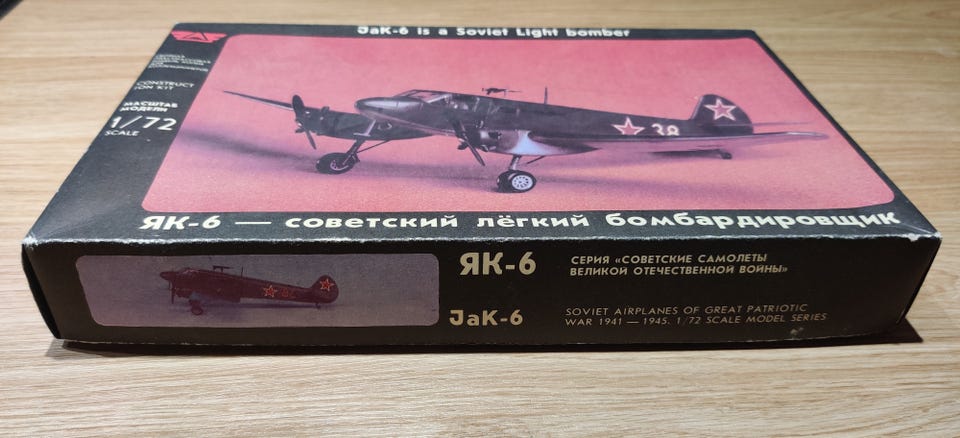 JaK-6 is a Soviet Light bomber
CONSTRUCT
ION KIT
МАСШТАБ
МОДЕЛИ
1/72
SCALE
38
ЯК-6 — советский лёгкий бомбардировщик
ЯК-6
СЕРИЯ «СОВЕТСКИЕ САМОЛЕТЫ
ВЕЛИКОЙ ОТЕЧЕСТВЕННОЙ ВОЙНЫ»
JaK-6
SOVIET AIRPLANES OF GREAT PATRIOTIC
WAR 1941 — 1945. 1/72 SCALE MODEL SERIES